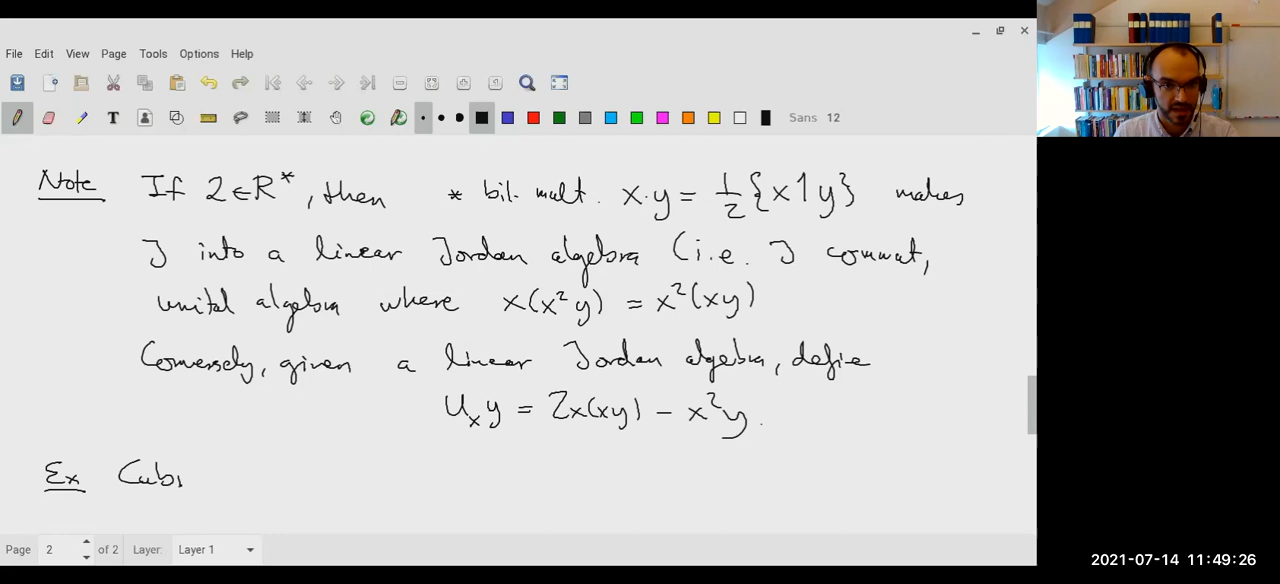 File Edit View Page Tools Options Help
Sans 12
Note If 2 ∈ R*, then * bil. mult. x·y = 1/2 {x1y} makes
J into a linear Jordan algebra (i.e. J commut,
unital algebra where x(x²y) = x²(xy)
Conversely, given a linear Jordan algebra, define
Uₓy = 2x(xy) − x²y.
Ex Cubi
Page 2 of 2 Layer: Layer 1
2021-07-14 11:49:26